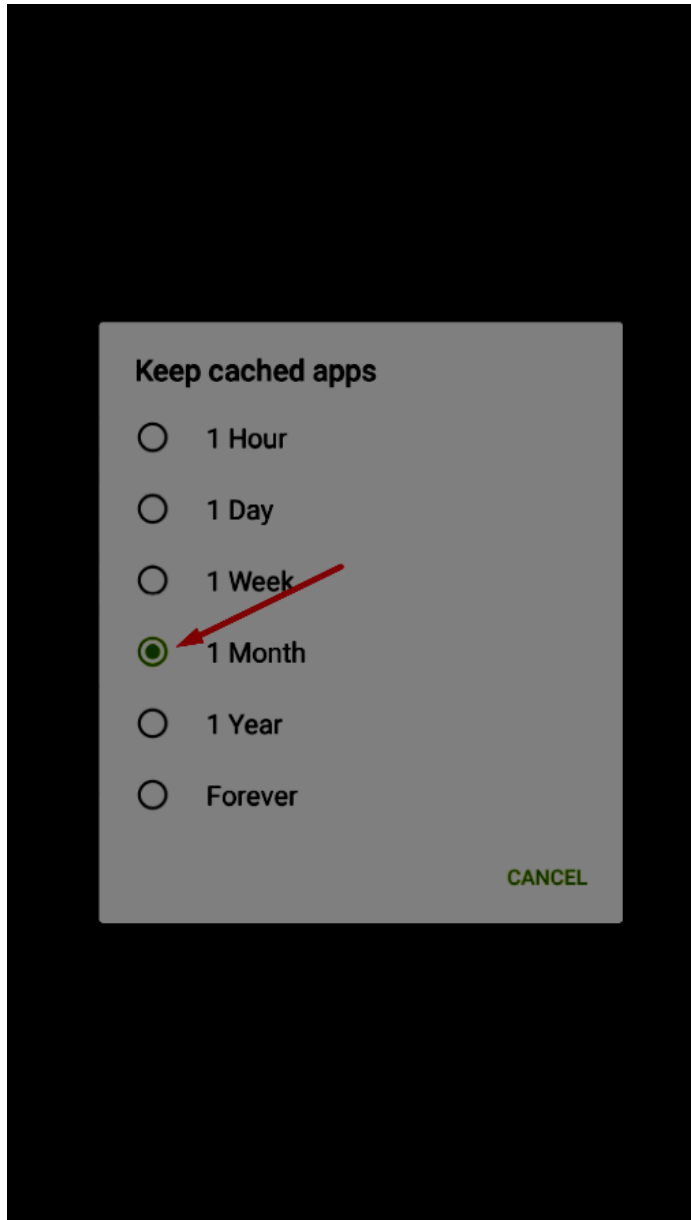 Keep cached apps
1 Hour
1 Day
1 Week
1 Month
1 Year
Forever
CANCEL